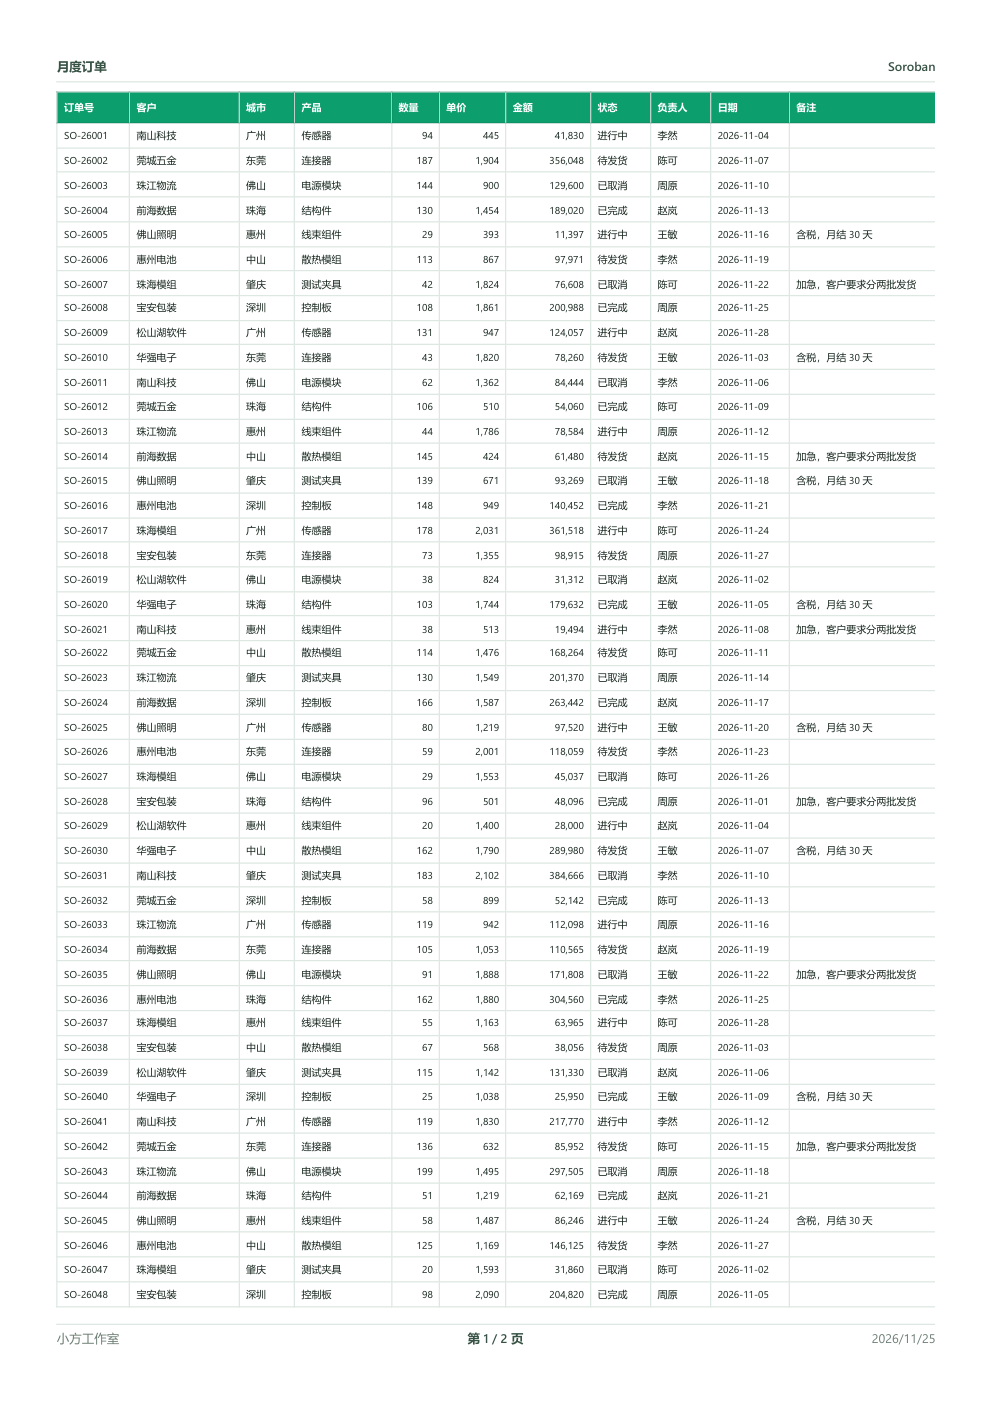 月度订单 Soroban
订单号 客户 城市 产品 数量 单价 金额 状态 负责人 日期 备注
SO-26001 南山科技 广州 传感器 94 445 41,830 进行中 李然 2026-11-04
SO-26002 莞城五金 东莞 连接器 187 1,904 356,048 待发货 陈可 2026-11-07
SO-26003 珠江物流 佛山 电源模块 144 900 129,600 已取消 周原 2026-11-10
SO-26004 前海数据 珠海 结构件 130 1,454 189,020 已完成 赵岚 2026-11-13
SO-26005 佛山照明 惠州 线束组件 29 393 11,397 进行中 王敏 2026-11-16 含税，月结 30 天
SO-26006 惠州电池 中山 散热模组 113 867 97,971 待发货 李然 2026-11-19
SO-26007 珠海模组 肇庆 测试夹具 42 1,824 76,608 已取消 陈可 2026-11-22 加急，客户要求分两批发货
SO-26008 宝安包装 深圳 控制板 108 1,861 200,988 已完成 周原 2026-11-25
SO-26009 松山湖软件 广州 传感器 131 947 124,057 进行中 赵岚 2026-11-28
SO-26010 华强电子 东莞 连接器 43 1,820 78,260 待发货 王敏 2026-11-03 含税，月结 30 天
SO-26011 南山科技 佛山 电源模块 62 1,362 84,444 已取消 李然 2026-11-06
SO-26012 莞城五金 珠海 结构件 106 510 54,060 已完成 陈可 2026-11-09
SO-26013 珠江物流 惠州 线束组件 44 1,786 78,584 进行中 周原 2026-11-12
SO-26014 前海数据 中山 散热模组 145 424 61,480 待发货 赵岚 2026-11-15 加急，客户要求分两批发货
SO-26015 佛山照明 肇庆 测试夹具 139 671 93,269 已取消 王敏 2026-11-18 含税，月结 30 天
SO-26016 惠州电池 深圳 控制板 148 949 140,452 已完成 李然 2026-11-21
SO-26017 珠海模组 广州 传感器 178 2,031 361,518 进行中 陈可 2026-11-24
SO-26018 宝安包装 东莞 连接器 73 1,355 98,915 待发货 周原 2026-11-27
SO-26019 松山湖软件 佛山 电源模块 38 824 31,312 已取消 赵岚 2026-11-02
SO-26020 华强电子 珠海 结构件 103 1,744 179,632 已完成 王敏 2026-11-05 含税，月结 30 天
SO-26021 南山科技 惠州 线束组件 38 513 19,494 进行中 李然 2026-11-08 加急，客户要求分两批发货
SO-26022 莞城五金 中山 散热模组 114 1,476 168,264 待发货 陈可 2026-11-11
SO-26023 珠江物流 肇庆 测试夹具 130 1,549 201,370 已取消 周原 2026-11-14
SO-26024 前海数据 深圳 控制板 166 1,587 263,442 已完成 赵岚 2026-11-17
SO-26025 佛山照明 广州 传感器 80 1,219 97,520 进行中 王敏 2026-11-20 含税，月结 30 天
SO-26026 惠州电池 东莞 连接器 59 2,001 118,059 待发货 李然 2026-11-23
SO-26027 珠海模组 佛山 电源模块 29 1,553 45,037 已取消 陈可 2026-11-26
SO-26028 宝安包装 珠海 结构件 96 501 48,096 已完成 周原 2026-11-01 加急，客户要求分两批发货
SO-26029 松山湖软件 惠州 线束组件 20 1,400 28,000 进行中 赵岚 2026-11-04
SO-26030 华强电子 中山 散热模组 162 1,790 289,980 待发货 王敏 2026-11-07 含税，月结 30 天
SO-26031 南山科技 肇庆 测试夹具 183 2,102 384,666 已取消 李然 2026-11-10
SO-26032 莞城五金 深圳 控制板 58 899 52,142 已完成 陈可 2026-11-13
SO-26033 珠江物流 广州 传感器 119 942 112,098 进行中 周原 2026-11-16
SO-26034 前海数据 东莞 连接器 105 1,053 110,565 待发货 赵岚 2026-11-19
SO-26035 佛山照明 佛山 电源模块 91 1,888 171,808 已取消 王敏 2026-11-22 加急，客户要求分两批发货
SO-26036 惠州电池 珠海 结构件 162 1,880 304,560 已完成 李然 2026-11-25
SO-26037 珠海模组 惠州 线束组件 55 1,163 63,965 进行中 陈可 2026-11-28
SO-26038 宝安包装 中山 散热模组 67 568 38,056 待发货 周原 2026-11-03
SO-26039 松山湖软件 肇庆 测试夹具 115 1,142 131,330 已取消 赵岚 2026-11-06
SO-26040 华强电子 深圳 控制板 25 1,038 25,950 已完成 王敏 2026-11-09 含税，月结 30 天
SO-26041 南山科技 广州 传感器 119 1,830 217,770 进行中 李然 2026-11-12
SO-26042 莞城五金 东莞 连接器 136 632 85,952 待发货 陈可 2026-11-15 加急，客户要求分两批发货
SO-26043 珠江物流 佛山 电源模块 199 1,495 297,505 已取消 周原 2026-11-18
SO-26044 前海数据 珠海 结构件 51 1,219 62,169 已完成 赵岚 2026-11-21
SO-26045 佛山照明 惠州 线束组件 58 1,487 86,246 进行中 王敏 2026-11-24 含税，月结 30 天
SO-26046 惠州电池 中山 散热模组 125 1,169 146,125 待发货 李然 2026-11-27
SO-26047 珠海模组 肇庆 测试夹具 20 1,593 31,860 已取消 陈可 2026-11-02
SO-26048 宝安包装 深圳 控制板 98 2,090 204,820 已完成 周原 2026-11-05
小方工作室 第 1 / 2 页 2026/11/25